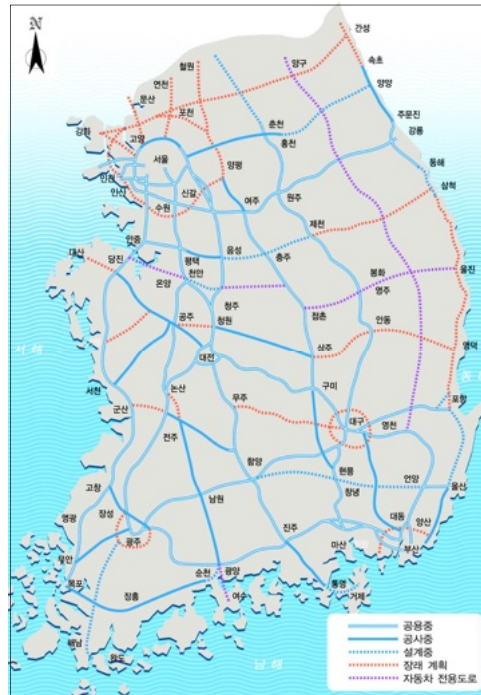 N
간성
속초
철원
양구
연천
양양
문산
포천
주문진
강화
고양
춘천
강릉
홍천
서울
동해
인천
양평
삼척
안산
신갈
원주
수원
여주
제천
안중
음성
대산
당진
평택
충주
봉화
울진
천안
온양
영주
청주
점촌
공주
청원
안동
서해
상주
영덕
대전
구미
서천
논산
포항
군산
무주
대구
영천
전주
함양
현풍
고창
언양
울산
창녕
영광
장성
남원
대동
양산
광주
진주
마산
부산
무안
순천
광양
목포
통영
거제
장흥
여수
해남
완도
남해
공용중
공사중
설계중
장래 계획
자동차 전용도로